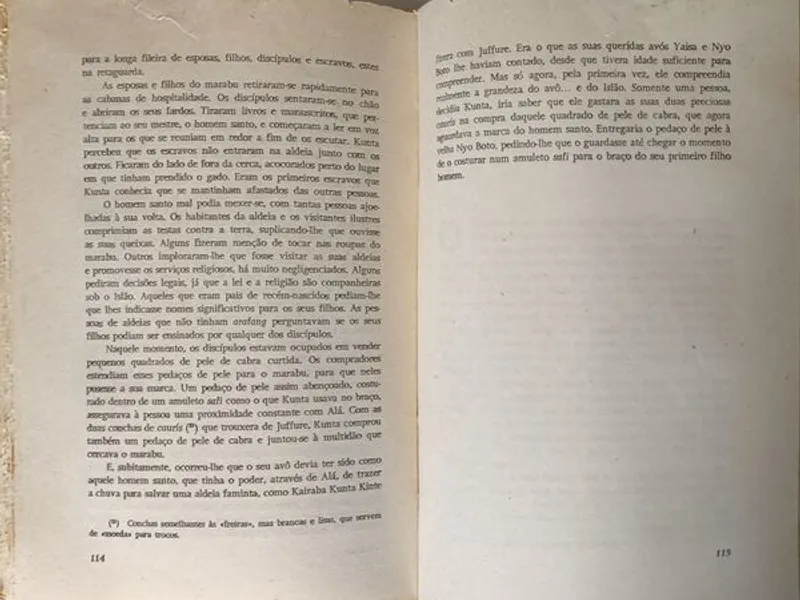 para a longa fileira de esposas, filhos, discípulos e escravos, estes
na retaguarda.
As esposas e filhos do marabu retiraram-se rapidamente para
as cabanas de hospitalidade. Os discípulos sentaram-se no chão
e abriram os seus fardos. Tiraram livros e manuscritos, que per-
tenciam ao seu mestre, o homem santo, e começaram a ler em voz
alta para os que se reuniam em redor a fim de os escutar. Kunta
percebeu que os escravos não entraram na aldeia junto com os
outros. Ficaram do lado de fora da cerca, acocorados perto do lugar
em que tinham prendido o gado. Eram os primeiros escravos que
Kunta conhecia que se mantinham afastados das outras pessoas.
O homem santo mal podia mexer-se, com tantas pessoas ajoe-
lhadas à sua volta. Os habitantes da aldeia e os visitantes ilustres
comprimiam as testas contra a terra, suplicando-lhe que ouvisse
as suas queixas. Alguns fizeram menção de tocar nas roupas do
marabu. Outros imploraram-lhe que fosse visitar as suas aldeias
e promovesse os serviços religiosos, há muito negligenciados. Alguns
pediram decisões legais, já que a lei e a religião são companheiras
sob o Islão. Aqueles que eram pais de recém-nascidos pediam-lhe
que lhes indicasse nomes significativos para os seus filhos. As pes-
soas de aldeias que não tinham arafang perguntavam se os seus
filhos podiam ser ensinados por qualquer dos discípulos.
Naquele momento, os discípulos estavam ocupados em vender
pequenos quadrados de pele de cabra curtida. Os compradores
estendiam esses pedaços de pele para o marabu, para que neles
pusesse a sua marca. Um pedaço de pele assim abençoado, costu-
rado dentro de um amuleto safi como o que Kunta usava no braço,
assegurava à pessoa uma proximidade constante com Alá. Com as
duas conchas de cauris (*) que trouxera de Juffure, Kunta comprou
também um pedaço de pele de cabra e juntou-se à multidão que
cercava o marabu.
E, subitamente, ocorreu-lhe que o seu avô devia ter sido como
aquele homem santo, que tinha o poder, através de Alá, de trazer
a chuva para salvar uma aldeia faminta, como Kairaba Kunta Kinte
(*) Conchas semelhantes às «freiras», mas brancas e lisas, que servem
de «moeda» para trocos.
114
fizera com Juffure. Era o que as suas queridas avós Yaisa e Nyo
Boto lhe haviam contado, desde que tivera idade suficiente para
compreender. Mas só agora, pela primeira vez, ele compreendia
realmente a grandeza do avô... e do Islão. Somente uma pessoa,
decidiu Kunta, iria saber que ele gastara as suas duas preciosas
cauris na compra daquele quadrado de pele de cabra, que agora
aguardava a marca do homem santo. Entregaria o pedaço de pele à
velha Nyo Boto, pedindo-lhe que o guardasse até chegar o momento
de o costurar num amuleto safi para o braço do seu primeiro filho
homem.
115